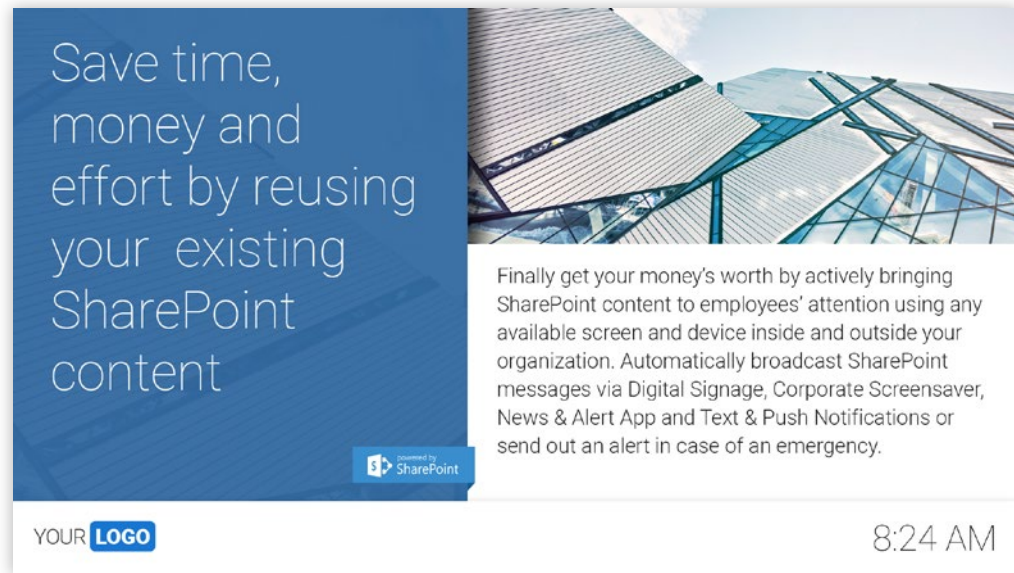 Save time,
money and
effort by reusing
your existing
SharePoint
content
Finally get your money's worth by actively bringing
SharePoint content to employees' attention using any
available screen and device inside and outside your
organization. Automatically broadcast SharePoint
messages via Digital Signage, Corporate Screensaver,
News & Alert App and Text & Push Notifications or
send out an alert in case of an emergency.
S
powered by
SharePoint
YOUR LOGO
8:24 AM